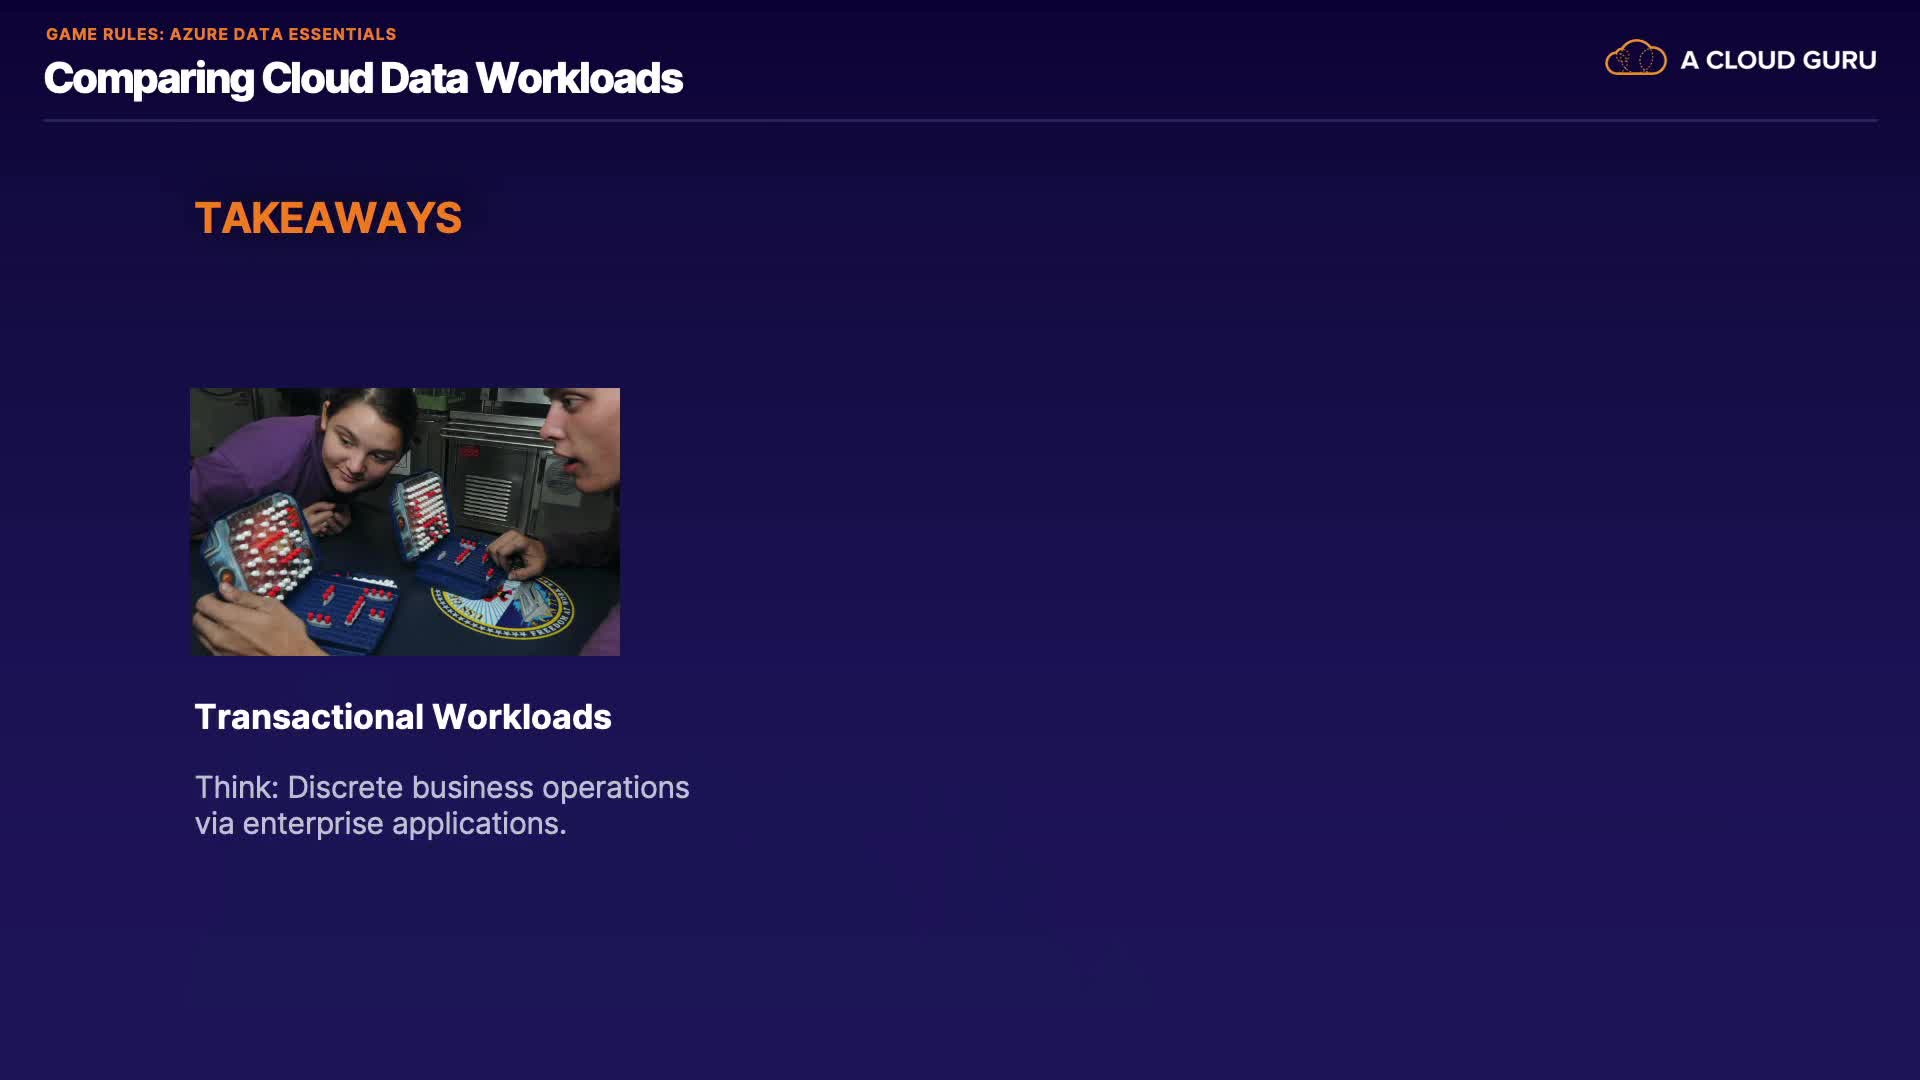 GAME RULES: AZURE DATA ESSENTIALS
Comparing Cloud Data Workloads
A CLOUD GURU
TAKEAWAYS
Transactional Workloads
Think: Discrete business operations
via enterprise applications.